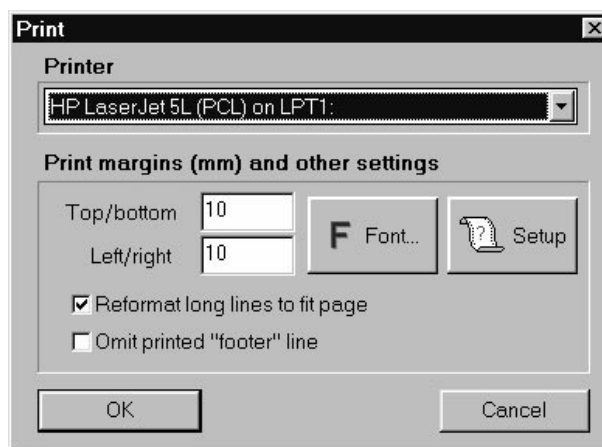 Print
Printer
HP LaserJet 5L (PCL) on LPT1:
Print margins (mm) and other settings
Top/bottom 10
Left/right 10
F Font...
? Setup
Reformat long lines to fit page
Omit printed "footer" line
OK Cancel